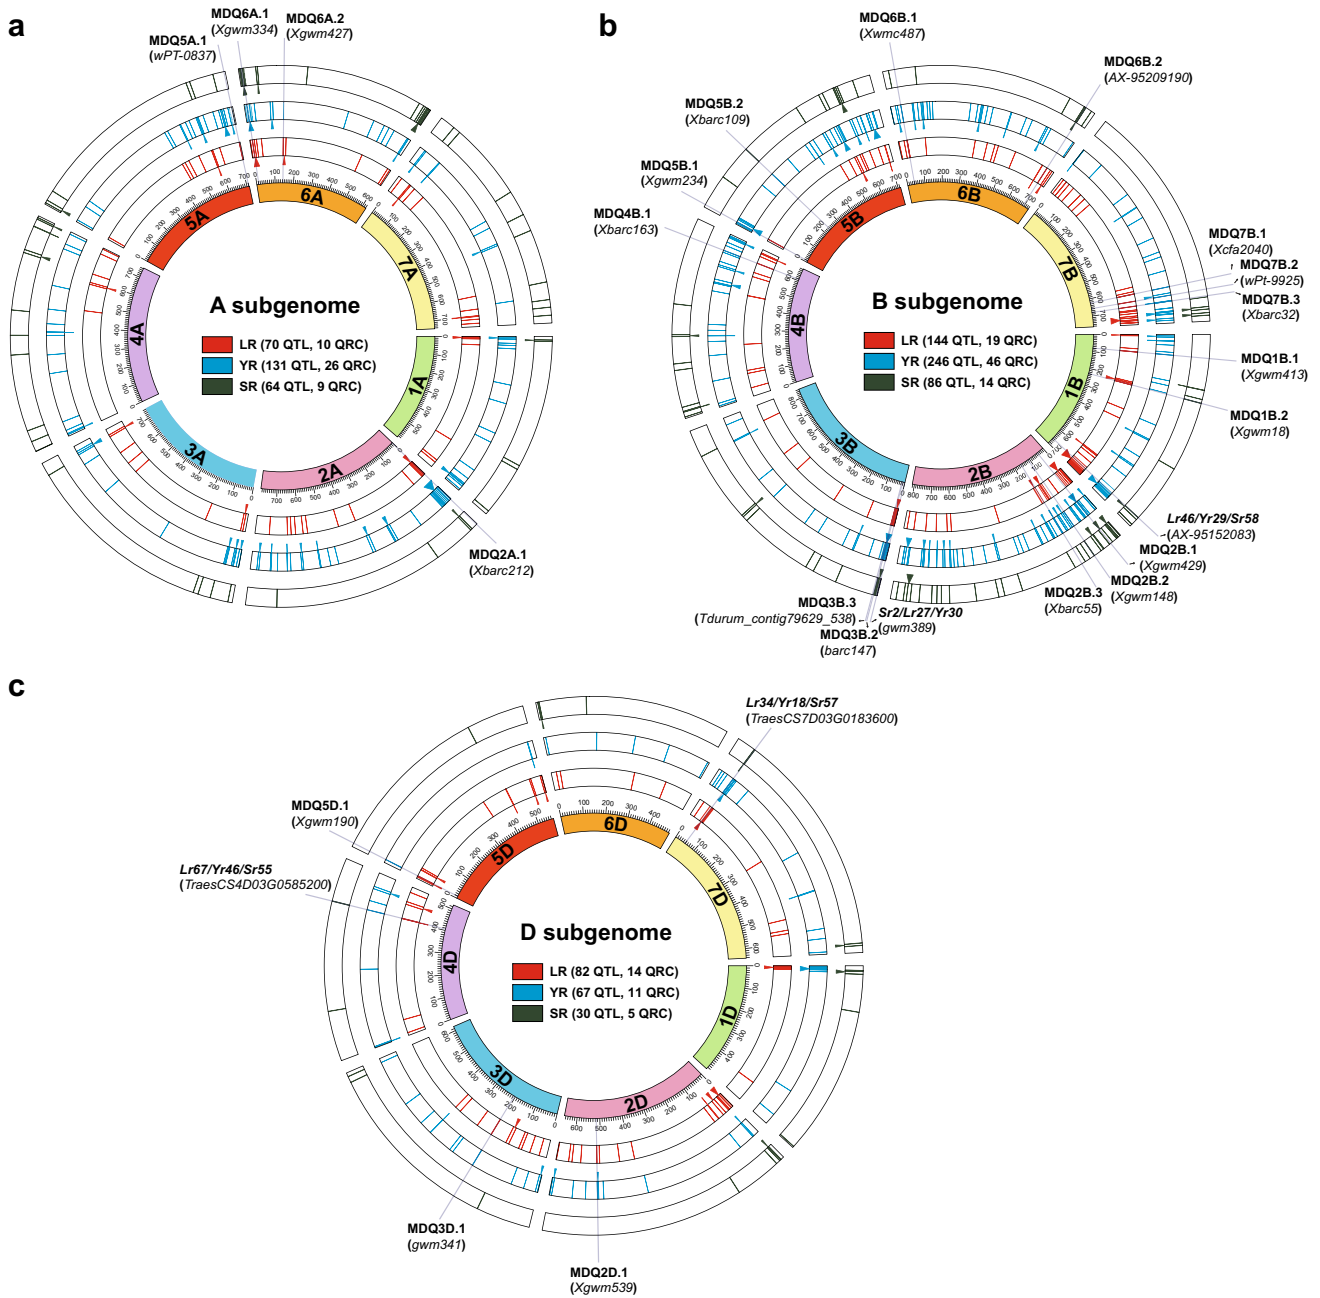 a
MDQ5A.1
(wPT-0837)
MDQ6A.1
(Xgwm334)
MDQ6A.2
(Xgwm427)
5A
6A
7A
4A
1A
3A
2A
A subgenome
LR (70 QTL, 10 QRC)
YR (131 QTL, 26 QRC)
SR (64 QTL, 9 QRC)
MDQ2A.1
(Xbarc212)
b
MDQ6B.1
(Xwmc487)
MDQ6B.2
(AX-95209190)
MDQ5B.2
(Xbarc109)
MDQ5B.1
(Xgwm234)
MDQ4B.1
(Xbarc163)
MDQ7B.1
(Xcfa2040)
MDQ7B.2
(wPt-9925)
MDQ7B.3
(Xbarc32)
5B
6B
7B
4B
1B
3B
2B
B subgenome
LR (144 QTL, 19 QRC)
YR (246 QTL, 46 QRC)
SR (86 QTL, 14 QRC)
MDQ1B.1
(Xgwm413)
MDQ1B.2
(Xgwm18)
Lr46/Yr29/Sr58
(AX-95152083)
MDQ2B.1
(Xgwm429)
MDQ2B.2
(Xgwm148)
MDQ2B.3
(Xbarc55)
Sr2/Lr27/Yr30
(gwm389)
MDQ3B.3
(Tdurum_contig79629_538)
MDQ3B.2
(barc147)
c
Lr34/Yr18/Sr57
(TraesCS7D03G0183600)
MDQ5D.1
(Xgwm190)
Lr67/Yr46/Sr55
(TraesCS4D03G0585200)
5D
6D
7D
4D
1D
3D
2D
D subgenome
LR (82 QTL, 14 QRC)
YR (67 QTL, 11 QRC)
SR (30 QTL, 5 QRC)
MDQ3D.1
(gwm341)
MDQ2D.1
(Xgwm539)